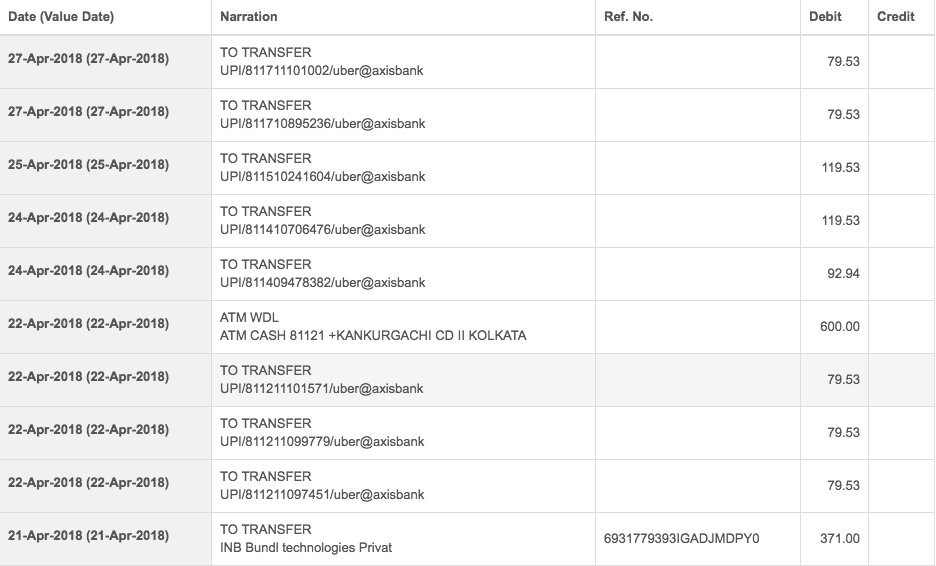 Date (Value Date) Narration Ref. No. Debit Credit
27-Apr-2018 (27-Apr-2018) TO TRANSFER
UPI/811711101002/uber@axisbank 79.53
27-Apr-2018 (27-Apr-2018) TO TRANSFER
UPI/811710895236/uber@axisbank 79.53
25-Apr-2018 (25-Apr-2018) TO TRANSFER
UPI/811510241604/uber@axisbank 119.53
24-Apr-2018 (24-Apr-2018) TO TRANSFER
UPI/811410706476/uber@axisbank 119.53
24-Apr-2018 (24-Apr-2018) TO TRANSFER
UPI/811409478382/uber@axisbank 92.94
22-Apr-2018 (22-Apr-2018) ATM WDL
ATM CASH 81121 +KANKURGACHI CD II KOLKATA 600.00
22-Apr-2018 (22-Apr-2018) TO TRANSFER
UPI/811211101571/uber@axisbank 79.53
22-Apr-2018 (22-Apr-2018) TO TRANSFER
UPI/811211099779/uber@axisbank 79.53
22-Apr-2018 (22-Apr-2018) TO TRANSFER
UPI/811211097451/uber@axisbank 79.53
21-Apr-2018 (21-Apr-2018) TO TRANSFER
INB Bundl technologies Privat 6931779393IGADJMDPY0 371.00